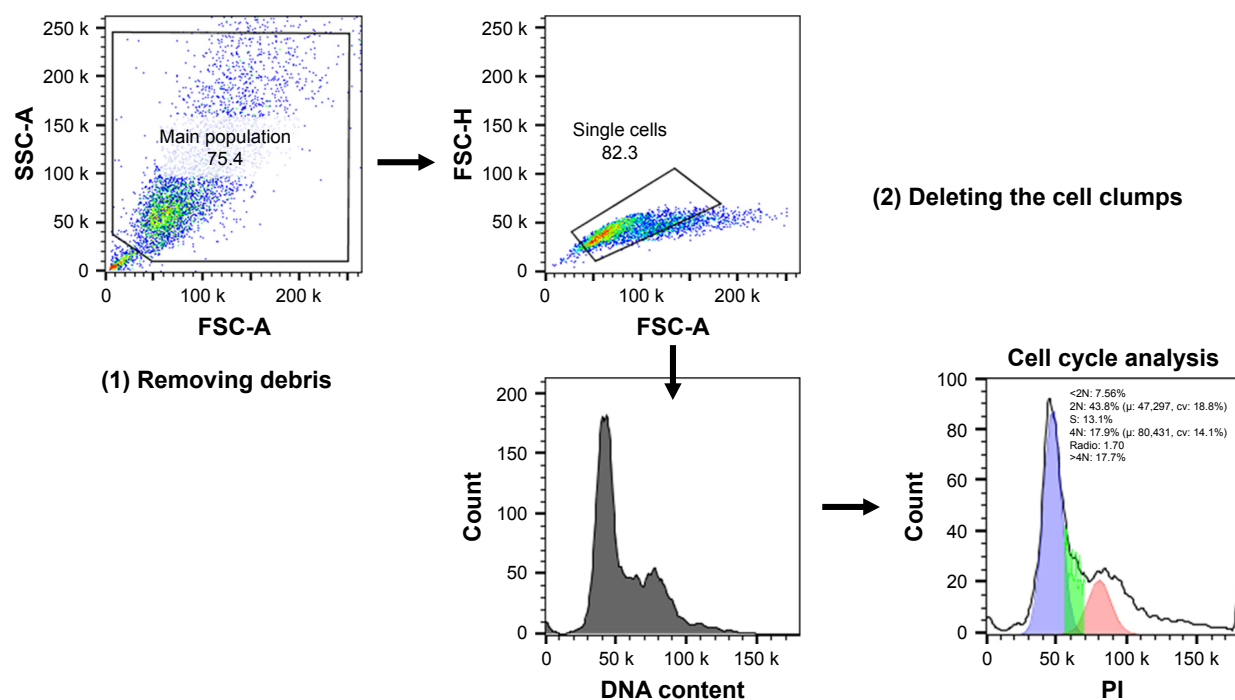 250 k
200 k
150 k
100 k
50 k
0
SSC-A
Main population
75.4
0
100 k
200 k
FSC-A
(1) Removing debris
250 k
200 k
150 k
100 k
50 k
0
FSC-H
Single cells
82.3
0
100 k
200 k
FSC-A
(2) Deleting the cell clumps
200
150
100
50
0
Count
0
50 k
100 k
150 k
DNA content
Cell cycle analysis
100
80
60
40
20
0
Count
<2N: 7.56%
2N: 43.8% (μ: 47,297, cv: 18.8%)
S: 13.1%
4N: 17.9% (μ: 80,431, cv: 14.1%)
Radio: 1.70
>4N: 17.7%
0
50 k
100 k
150 k
PI